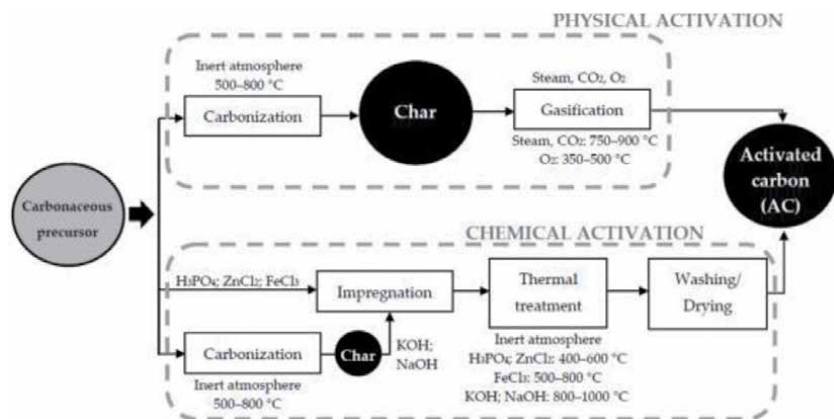 PHYSICAL ACTIVATION
Inert atmosphere
500–800 °C
Carbonization
Char
Steam, CO₂, O₂
Gasification
Steam, CO₂: 750–900 °C
O₂: 350–500 °C
Activated
carbon
(AC)
Carbonaceous
precursor
CHEMICAL ACTIVATION
H₃PO₄; ZnCl₂; FeCl₃
Impregnation
Thermal
treatment
Washing/
Drying
Carbonization
Char
KOH;
NaOH
Inert atmosphere
500–800 °C
Inert atmosphere
H₃PO₄; ZnCl₂: 400–600 °C
FeCl₃: 500–800 °C
KOH; NaOH: 800–1000 °C